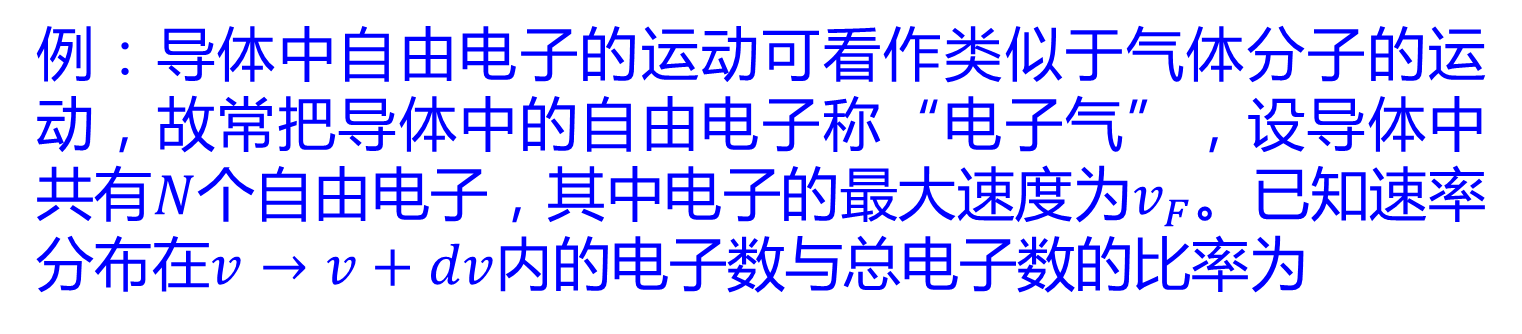 例：导体中自由电子的运动可看作类似于气体分子的运
动，故常把导体中的自由电子称“电子气”，设导体中
共有N个自由电子，其中电子的最大速度为v_F。已知速率
分布在v → v + dv内的电子数与总电子数的比率为